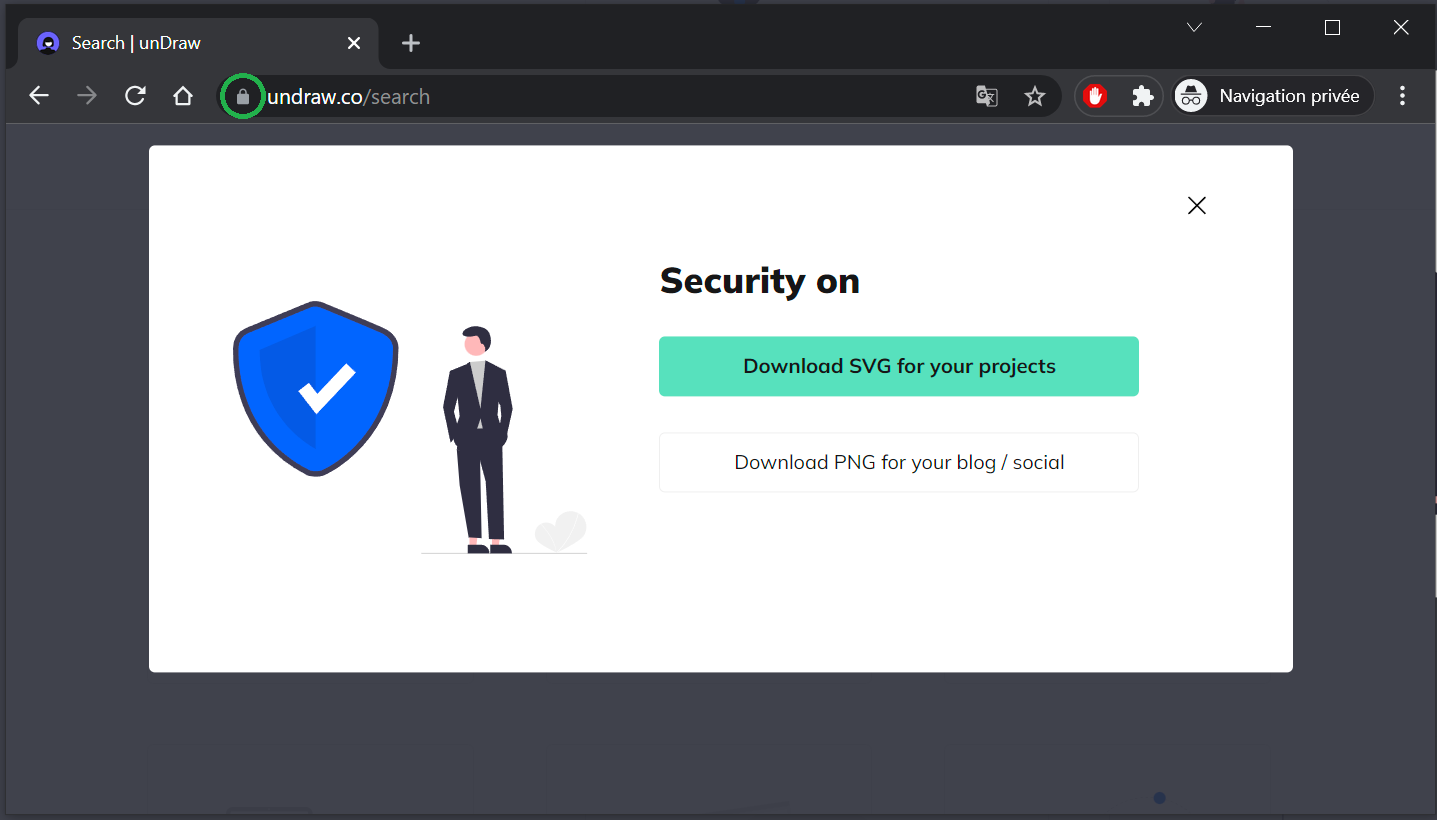 Search | unDraw
undraw.co/search
Navigation privée
Security on
Download SVG for your projects
Download PNG for your blog / social